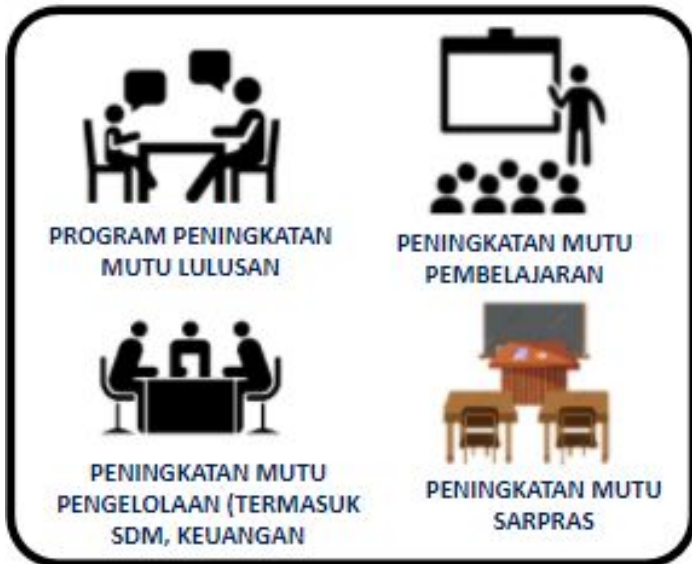 PROGRAM PENINGKATAN
MUTU LULUSAN
PENINGKATAN MUTU
PEMBELAJARAN
PENINGKATAN MUTU
PENGELOLAAN (TERMASUK
SDM, KEUANGAN
PENINGKATAN MUTU
SARPRAS